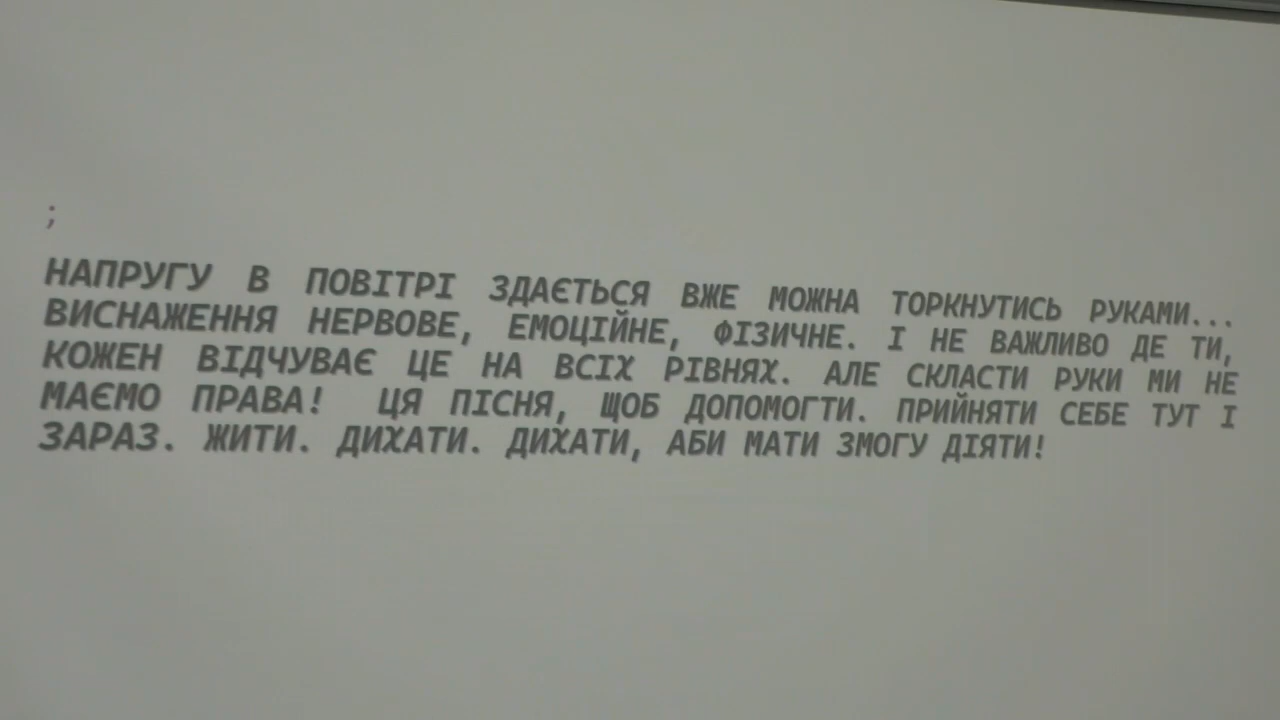 ;
НАПРУГУ В ПОВІТРІ ЗДАЄТЬСЯ ВЖЕ МОЖНА ТОРКНУТИСЬ РУКАМИ...
ВИСНАЖЕННЯ НЕРВОВЕ, ЕМОЦІЙНЕ, ФІЗИЧНЕ. І НЕ ВАЖЛИВО ДЕ ТИ,
КОЖЕН ВІДЧУВАЄ ЦЕ НА ВСІХ РІВНЯХ. АЛЕ СКЛАСТИ РУКИ МИ НЕ
МАЄМО ПРАВА! ЦЯ ПІСНЯ, ЩОБ ДОПОМОГТИ. ПРИЙНЯТИ СЕБЕ ТУТ І
ЗАРАЗ. ЖИТИ. ДИХАТИ. ДИХАТИ, АБИ МАТИ ЗМОГУ ДІЯТИ!